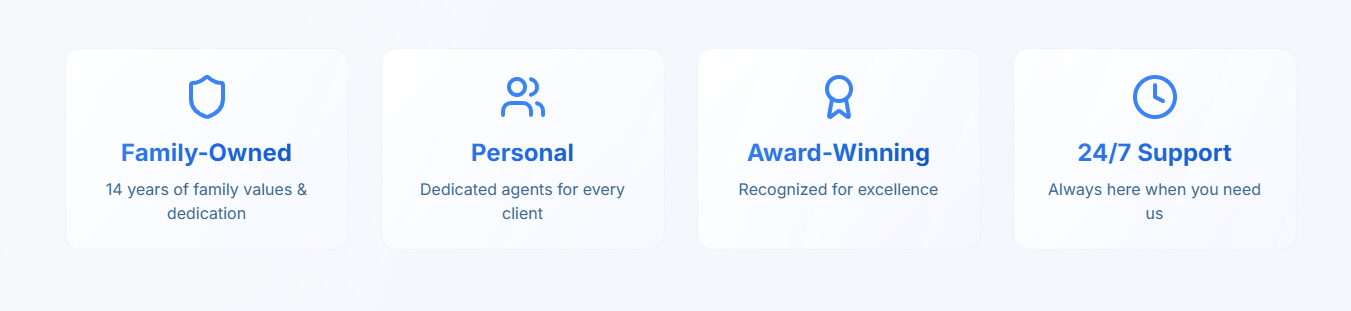 Family-Owned
14 years of family values &
dedication
Personal
Dedicated agents for every
client
Award-Winning
Recognized for excellence
24/7 Support
Always here when you need
us